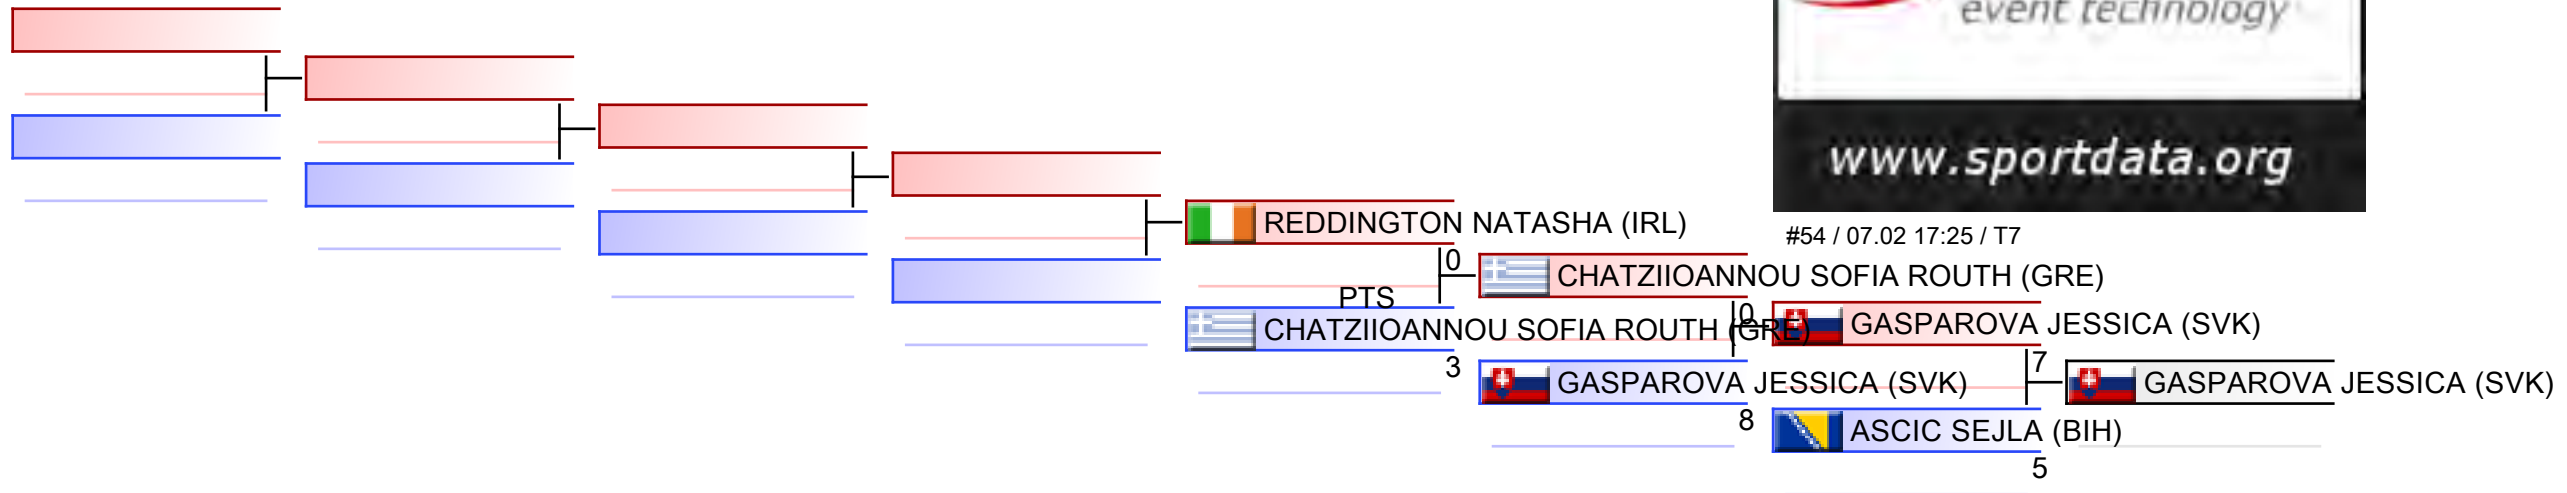 event technology
www.sportdata.org
#54 / 07.02 17:25 / T7
REDDINGTON NATASHA (IRL)
0
CHATZIIOANNOU SOFIA ROUTH (GRE)
PTS
0
CHATZIIOANNOU SOFIA ROUTH (GRE)
GASPAROVA JESSICA (SVK)
3
7
GASPAROVA JESSICA (SVK)
GASPAROVA JESSICA (SVK)
8
ASCIC SEJLA (BIH)
5